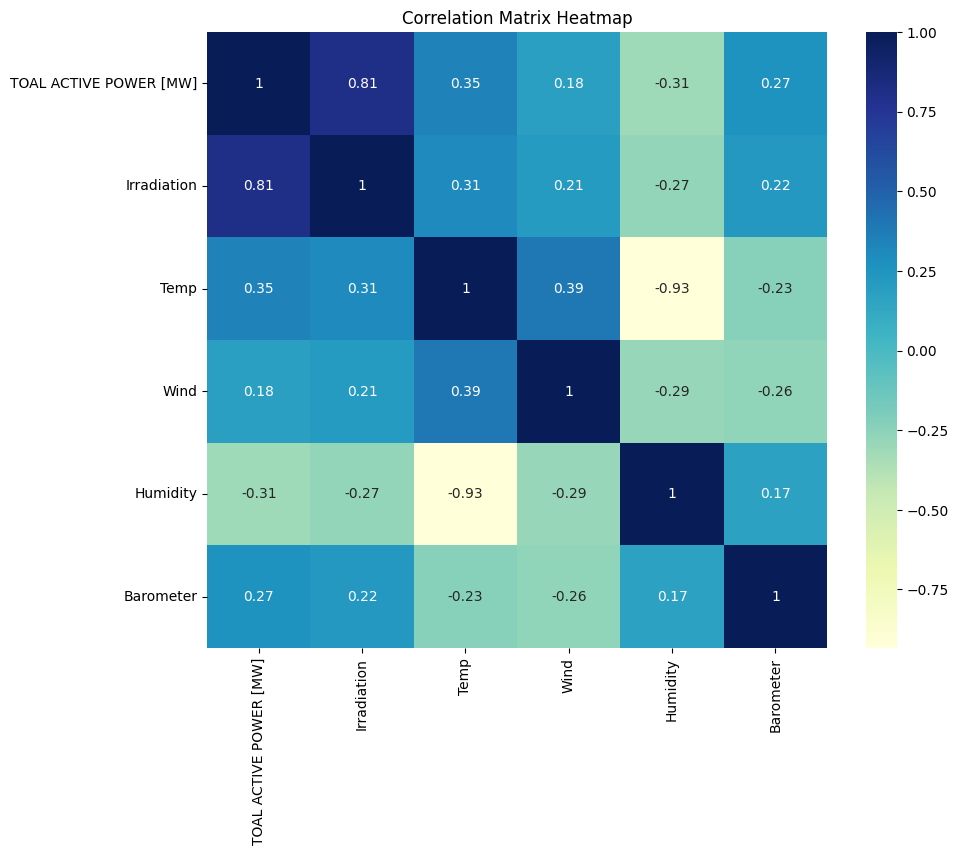 Correlation Matrix Heatmap
TOAL ACTIVE POWER [MW] 1 0.81 0.35 0.18 -0.31 0.27
Irradiation 0.81 1 0.31 0.21 -0.27 0.22
Temp 0.35 0.31 1 0.39 -0.93 -0.23
Wind 0.18 0.21 0.39 1 -0.29 -0.26
Humidity -0.31 -0.27 -0.93 -0.29 1 0.17
Barometer 0.27 0.22 -0.23 -0.26 0.17 1
TOAL ACTIVE POWER [MW]
Irradiation
Temp
Wind
Humidity
Barometer
1.00
0.75
0.50
0.25
0.00
−0.25
−0.50
−0.75